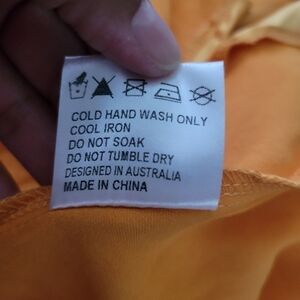 COLD HAND WASH ONLY
COOL IRON
DO NOT SOAK
DO NOT TUMBLE DRY
DESIGNED IN AUSTRALIA
MADE IN CHINA